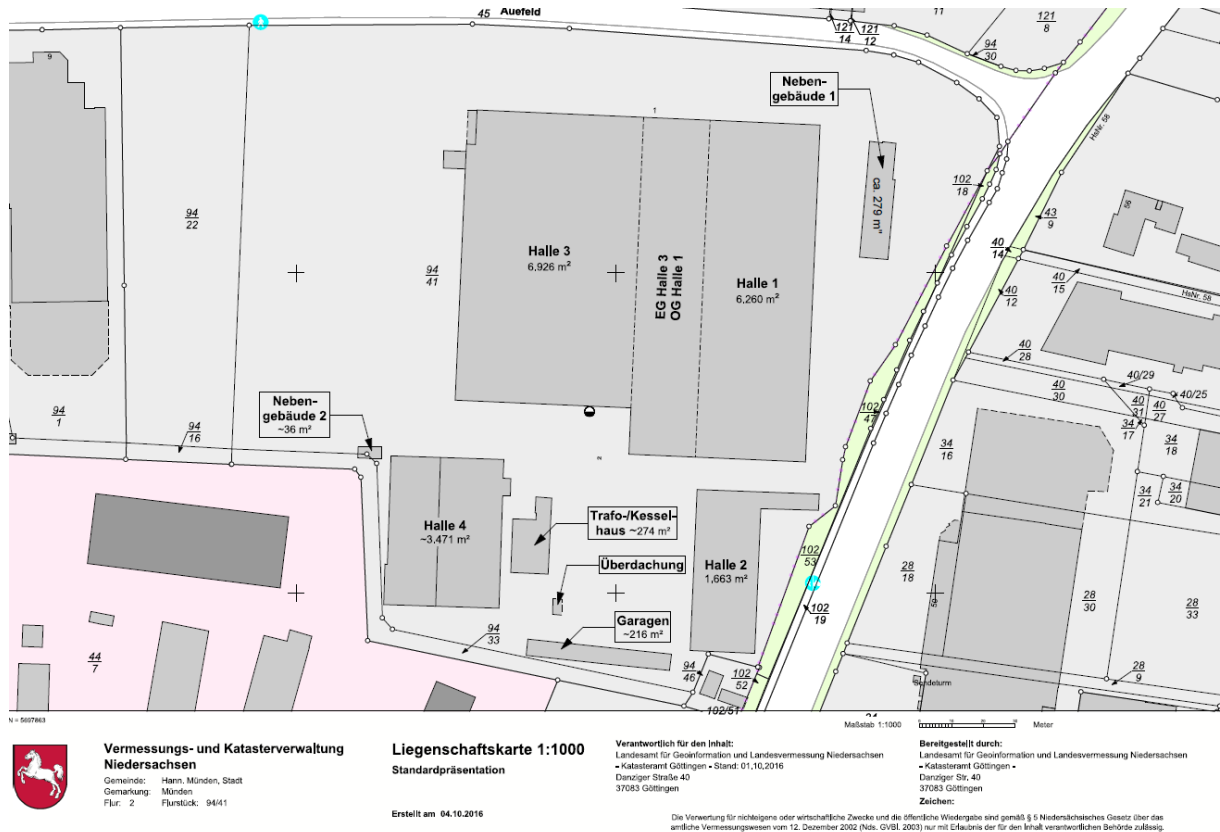 45
Auefeld
11
121
14
121
12
121
8
94
30
9
Neben-
gebäude 1
1
HsNr. 58
102
18
ca. 279 m²
94
22
43
9
56
Halle 3
6.926 m²
94
41
EG Halle 3
OG Halle 1
Halle 1
6,260 m²
40
14
40
15
HsNr. 58
40
12
40
28
40/29
40/25
40
30
40
31
40
27
94
1
94
16
Neben-
gebäude 2
~36 m²
102
47
34
17
34
18
34
16
34
21
34
20
Halle 4
~3.471 m²
Trafo-/Kessel-
haus ~274 m²
Überdachung
Halle 2
1,663 m²
102
53
28
18
59
28
30
28
33
Garagen
~216 m²
102
19
94
33
44
7
94
46
102
52
28
9
Sendeturm
102/51
N = 5697863
Maßstab 1:1000
Meter
Vermessungs- und Katasterverwaltung
Niedersachsen
Gemeinde: Hann. Münden, Stadt
Gemarkung: Münden
Flur: 2 Flurstück: 94/41
Liegenschaftskarte 1:1000
Standardpräsentation
Erstellt am 04.10.2016
Verantwortlich für den Inhalt:
Landesamt für Geoinformation und Landesvermessung Niedersachsen
- Katasteramt Göttingen - Stand: 01.10.2016
Danziger Straße 40
37083 Göttingen
Bereitgestellt durch:
Landesamt für Geoinformation und Landesvermessung Niedersachsen
- Katasteramt Göttingen -
Danziger Str. 40
37083 Göttingen
Zeichen:
Die Verwertung für nichteigene oder wirtschaftliche Zwecke und die öffentliche Wiedergabe sind gemäß § 5 Niedersächsisches Gesetz über das
amtliche Vermessungswesen vom 12. Dezember 2002 (Nds. GVBl. 2003) nur mit Erlaubnis der für den Inhalt verantwortlichen Behörde zulässig.